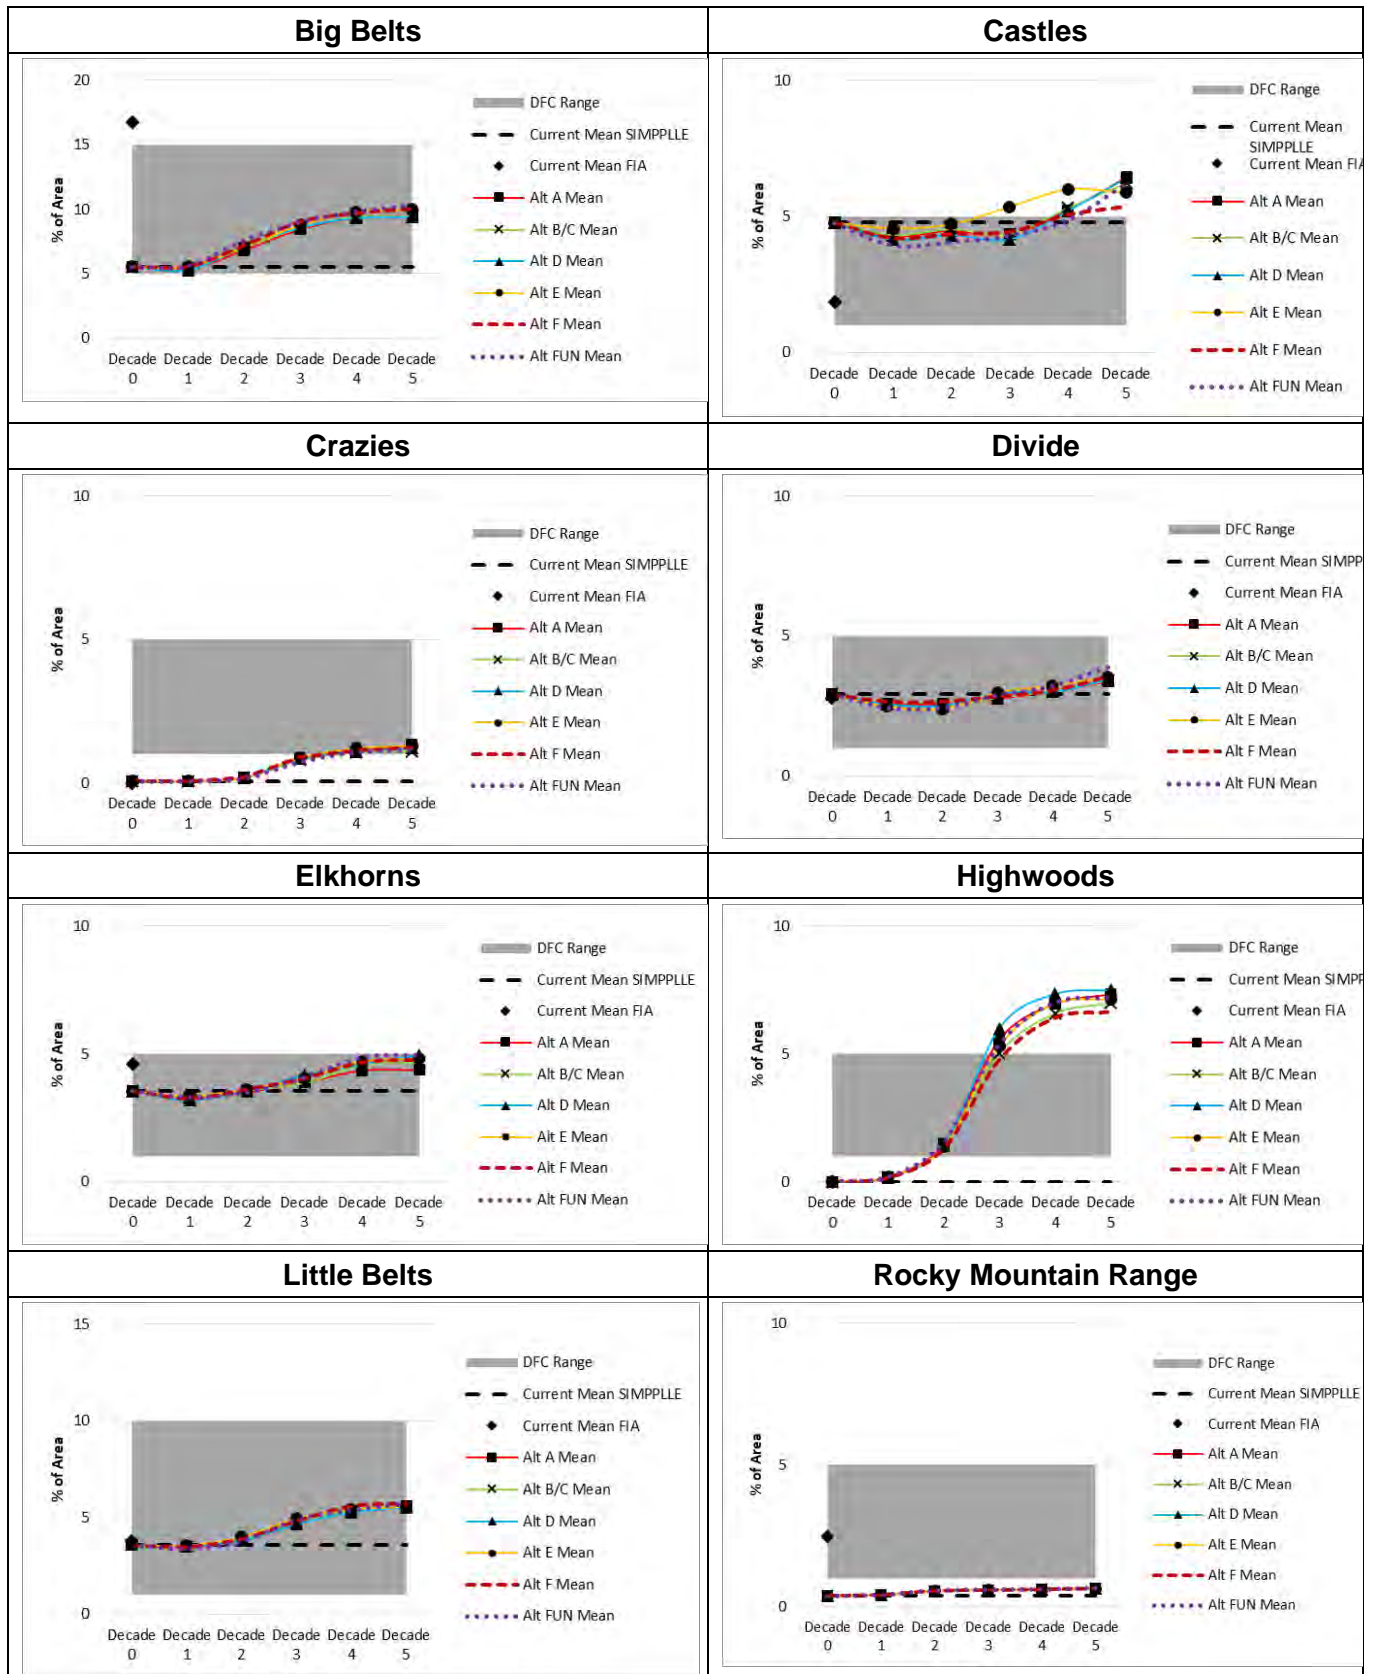 Big Belts
Castles
20
15
10
5
0
% of Area
Decade 0
Decade 1
Decade 2
Decade 3
Decade 4
Decade 5
DFC Range
Current Mean SIMPPLLE
Current Mean FIA
Alt A Mean
Alt B/C Mean
Alt D Mean
Alt E Mean
Alt F Mean
Alt FUN Mean
10
5
0
% of Area
Decade 0
Decade 1
Decade 2
Decade 3
Decade 4
Decade 5
DFC Range
Current Mean
SIMPPLLE
Current Mean FIA
Alt A Mean
Alt B/C Mean
Alt D Mean
Alt E Mean
Alt F Mean
Alt FUN Mean
Crazies
Divide
10
5
0
% of Area
Decade 0
Decade 1
Decade 2
Decade 3
Decade 4
Decade 5
DFC Range
Current Mean SIMPPLLE
Current Mean FIA
Alt A Mean
Alt B/C Mean
Alt D Mean
Alt E Mean
Alt F Mean
Alt FUN Mean
10
5
0
% of Area
Decade 0
Decade 1
Decade 2
Decade 3
Decade 4
Decade 5
DFC Range
Current Mean SIMPP
Current Mean FIA
Alt A Mean
Alt B/C Mean
Alt D Mean
Alt E Mean
Alt F Mean
Alt FUN Mean
Elkhorns
Highwoods
10
5
0
% of Area
Decade 0
Decade 1
Decade 2
Decade 3
Decade 4
Decade 5
DFC Range
Current Mean SIMPPLLE
Current Mean FIA
Alt A Mean
Alt B/C Mean
Alt D Mean
Alt E Mean
Alt F Mean
Alt FUN Mean
10
5
0
% of Area
Decade 0
Decade 1
Decade 2
Decade 3
Decade 4
Decade 5
DFC Range
Current Mean SIMPP
Current Mean FIA
Alt A Mean
Alt B/C Mean
Alt D Mean
Alt E Mean
Alt F Mean
Alt FUN Mean
Little Belts
Rocky Mountain Range
15
10
5
0
% of Area
Decade 0
Decade 1
Decade 2
Decade 3
Decade 4
Decade 5
DFC Range
Current Mean SIMPPLLE
Current Mean FIA
Alt A Mean
Alt B/C Mean
Alt D Mean
Alt E Mean
Alt F Mean
Alt FUN Mean
10
5
0
% of Area
Decade 0
Decade 1
Decade 2
Decade 3
Decade 4
Decade 5
DFC Range
Current Mean SIMPPLLE
Current Mean FIA
Alt A Mean
Alt B/C Mean
Alt D Mean
Alt E Mean
Alt F Mean
Alt FUN Mean